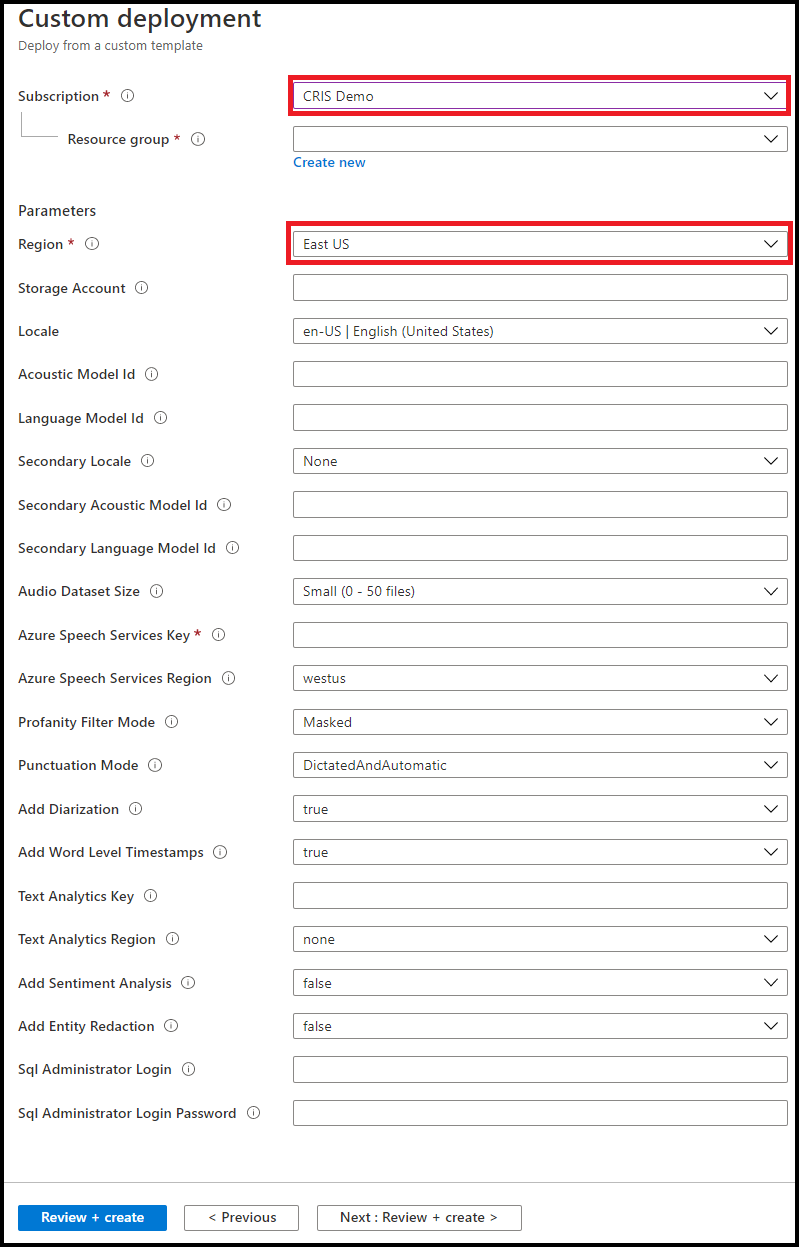 Custom deployment
Deploy from a custom template
Subscription * CRIS Demo
Resource group *
Create new
Parameters
Region * East US
Storage Account
Locale en-US | English (United States)
Acoustic Model Id
Language Model Id
Secondary Locale None
Secondary Acoustic Model Id
Secondary Language Model Id
Audio Dataset Size Small (0 - 50 files)
Azure Speech Services Key *
Azure Speech Services Region westus
Profanity Filter Mode Masked
Punctuation Mode DictatedAndAutomatic
Add Diarization true
Add Word Level Timestamps true
Text Analytics Key
Text Analytics Region none
Add Sentiment Analysis false
Add Entity Redaction false
Sql Administrator Login
Sql Administrator Login Password
Review + create < Previous Next : Review + create >